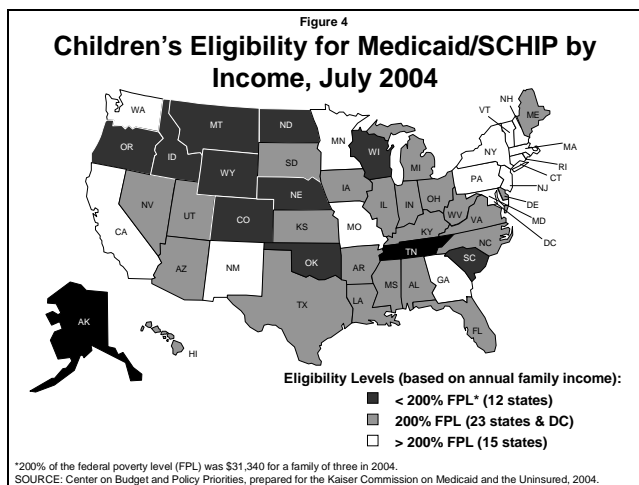 Figure 4
Children's Eligibility for Medicaid/SCHIP by
Income, July 2004
WA
MT
ND
OR
ID
WY
SD
MN
WI
MI
NH
VT
ME
NY
MA
RI
CT
PA
NJ
DE
MD
DC
NV
UT
CO
NE
IA
IL
IN
OH
WV
VA
CA
KS
MO
KY
NC
AZ
NM
OK
AR
TN
SC
TX
LA
MS
AL
GA
FL
AK
HI
Eligibility Levels (based on annual family income):
< 200% FPL* (12 states)
200% FPL (23 states & DC)
> 200% FPL (15 states)
*200% of the federal poverty level (FPL) was $31,340 for a family of three in 2004.
SOURCE: Center on Budget and Policy Priorities, prepared for the Kaiser Commission on Medicaid and the Uninsured, 2004.